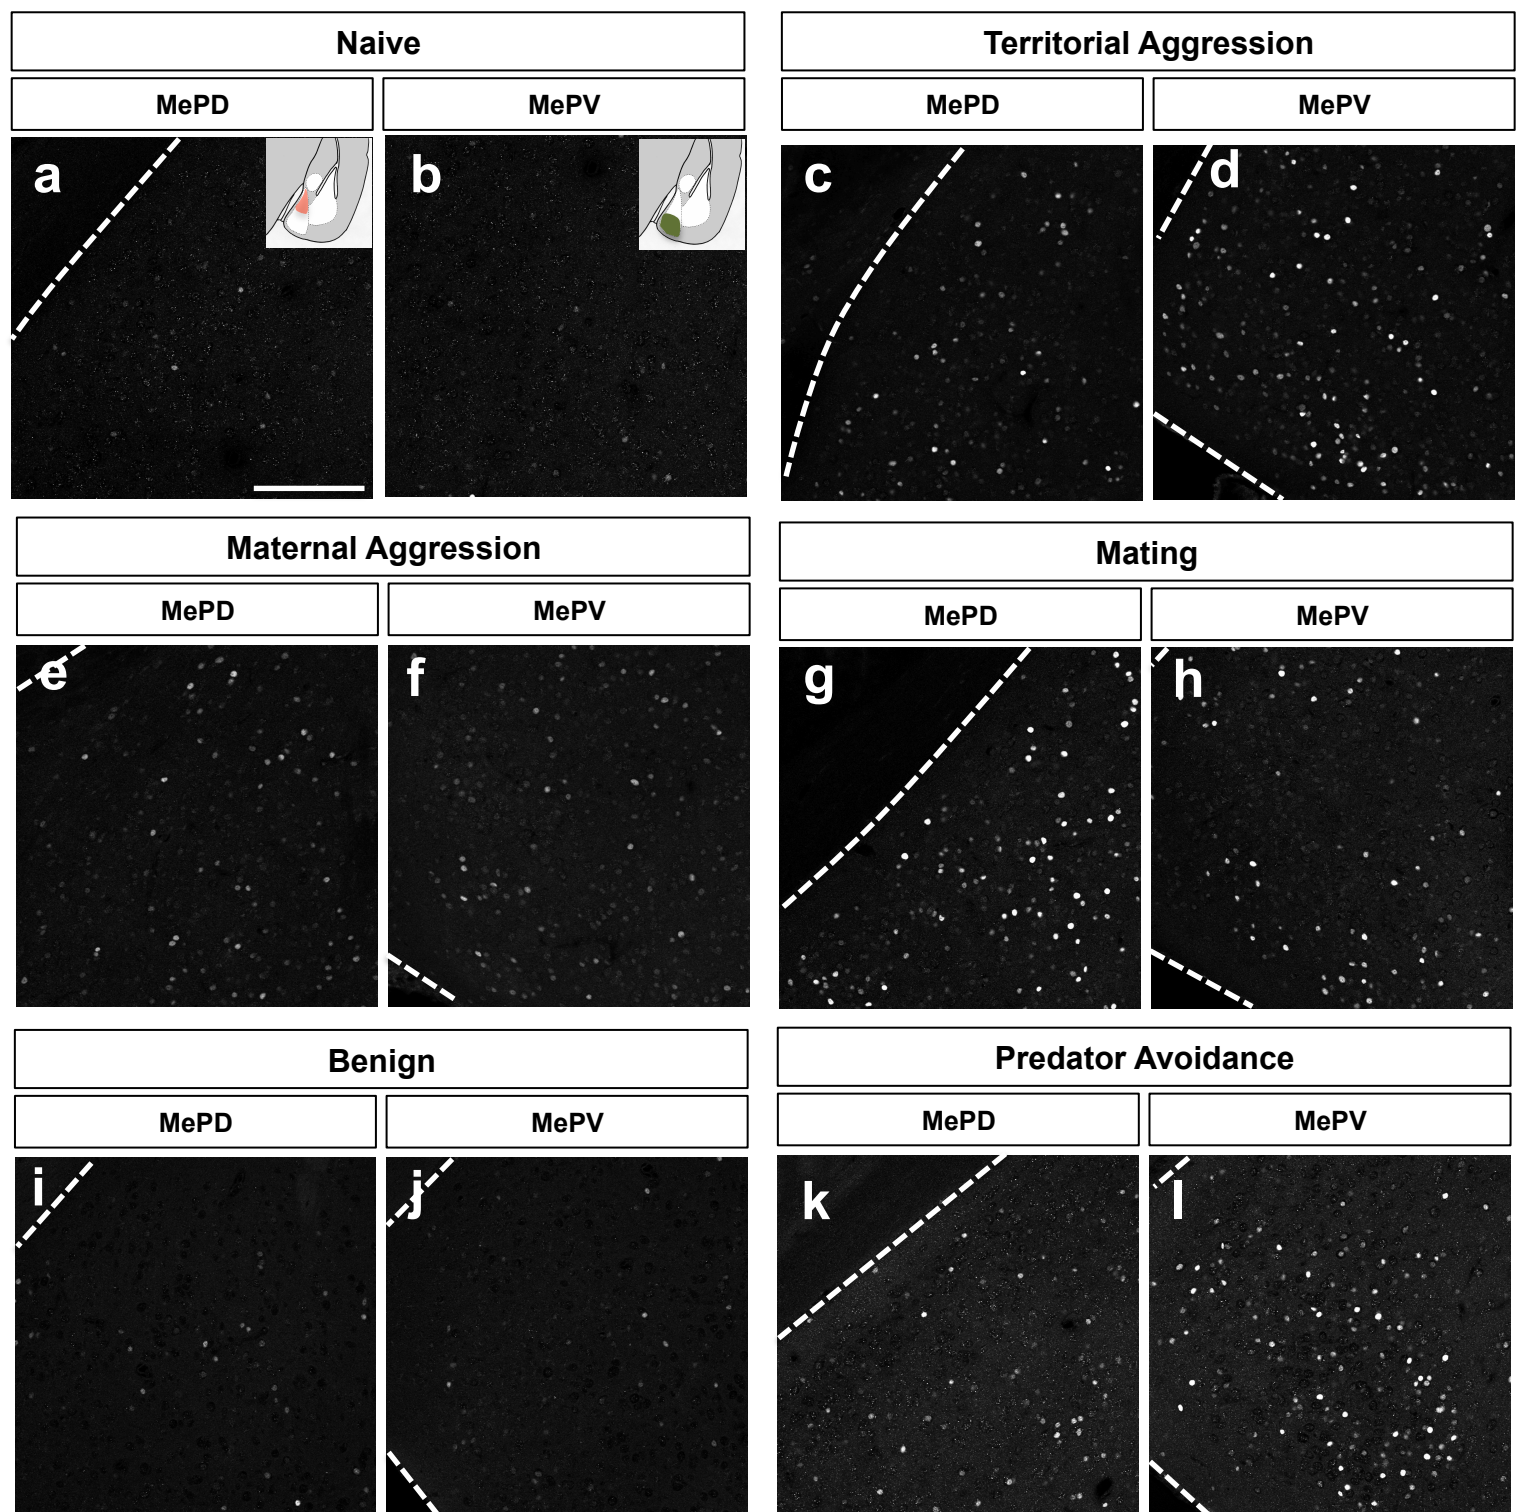 Naive
MePD MePV
a b
Territorial Aggression
MePD MePV
c d
Maternal Aggression
MePD MePV
e f
Mating
MePD MePV
g h
Benign
MePD MePV
i j
Predator Avoidance
MePD MePV
k l